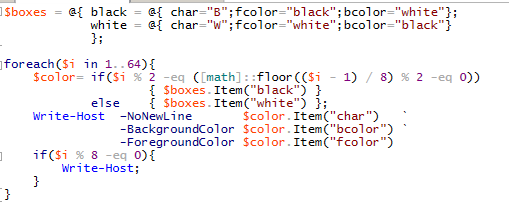 $boxes = @{ black = @{ char="B";fcolor="black";bcolor="white"};
            white = @{ char="W";fcolor="white";bcolor="black"}
            };

foreach($i in 1..64){
    $color= if($i % 2 -eq ([math]::floor(($i - 1) / 8) % 2 -eq 0))
                   { $boxes.Item("black") }
            else   { $boxes.Item("white") };
    Write-Host  -NoNewLine       $color.Item("char")   `
                -BackgroundColor $color.Item("bcolor") `
                -ForegroundColor $color.Item("fcolor")
    if($i % 8 -eq 0){
        Write-Host;
    }
}